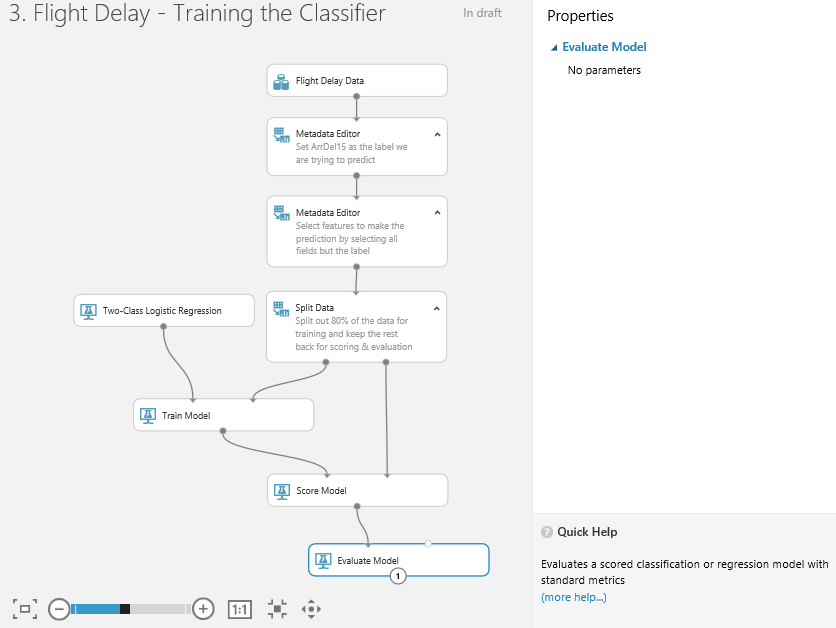 3. Flight Delay - Training the Classifier
In draft
Properties
Evaluate Model
No parameters
Flight Delay Data
Metadata Editor
Set ArrDel15 as the label we
are trying to predict
Metadata Editor
Select features to make the
prediction by selecting all
fields but the label
Two-Class Logistic Regression
Split Data
Split out 80% of the data for
training and keep the rest
back for scoring & evaluation
Train Model
Score Model
Evaluate Model
1
1:1
? Quick Help
Evaluates a scored classification or regression model with
standard metrics
(more help...)